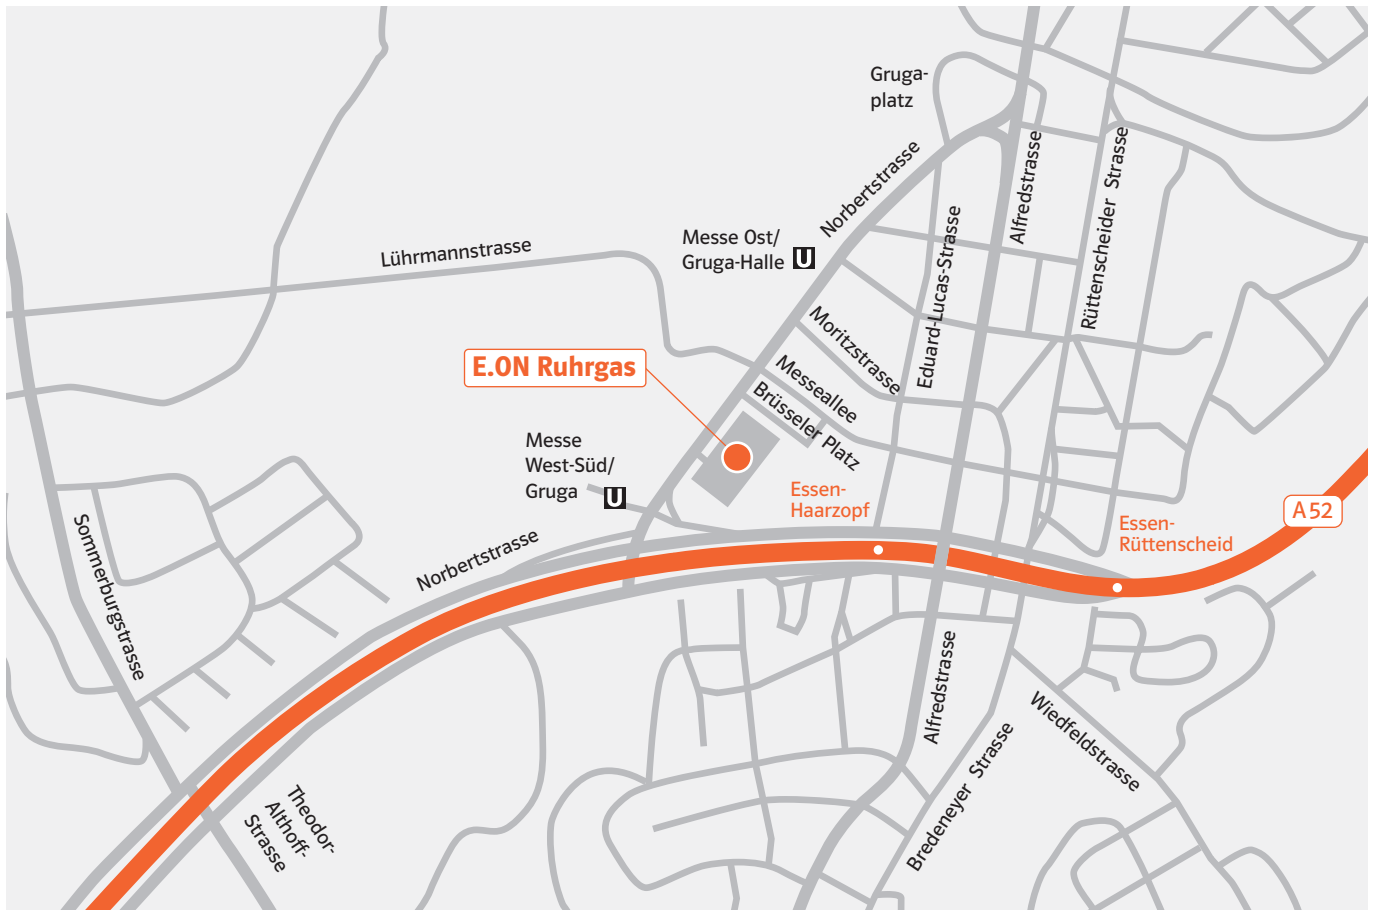 Gruga-
platz
Norbertstrasse
Alfredstrasse
Rüttenscheider Strasse
Eduard-Lucas-Strasse
Messe Ost/
Gruga-Halle U
Lührmannstrasse
Moritzstrasse
E.ON Ruhrgas
Messeallee
Brüsseler Platz
Messe
West-Süd/
Gruga U
Essen-
Haarzopf
A 52
Essen-
Rüttenscheid
Norbertstrasse
Sommerburgstrasse
Alfredstrasse
Wiedfeldstrasse
Bredeneyer Strasse
Theodor-
Althoff-
Strasse